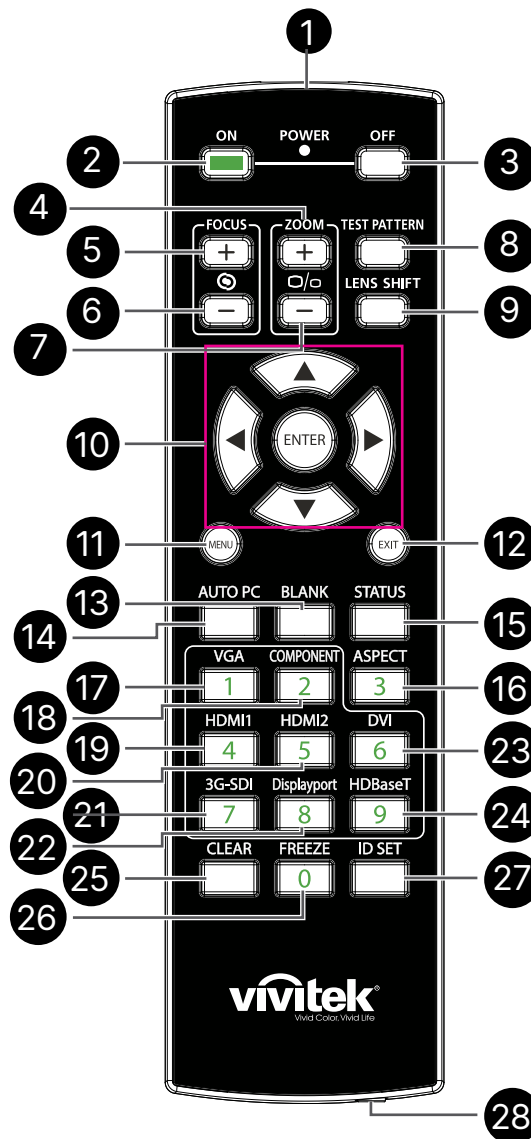 1
ON POWER OFF
2 3
4
FOCUS ZOOM TEST PATTERN
5 + + 8
LENS SHIFT
6 − − 9
7
10 ENTER
11 MENU EXIT 12
13
AUTO PC BLANK STATUS
14 15
VGA COMPONENT ASPECT
17 1 2 3 16
18
HDMI1 HDMI2 DVI
19 4 5 6 23
20
3G-SDI Displayport HDBaseT
21 7 8 9 24
22
CLEAR FREEZE ID SET
25 0 27
26
vivitek®
Vivid Color, Vivid Life
28